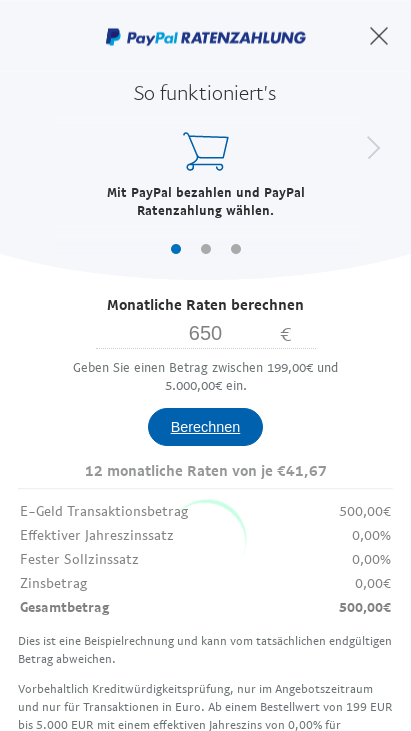 PayPal RATENZAHLUNG
So funktioniert's
Mit PayPal bezahlen und PayPal
Ratenzahlung wählen.
Monatliche Raten berechnen
650 €
Geben Sie einen Betrag zwischen 199,00€ und
5.000,00€ ein.
Berechnen
12 monatliche Raten von je €41,67
E-Geld Transaktionsbetrag 500,00€
Effektiver Jahreszinssatz 0,00%
Fester Sollzinssatz 0,00%
Zinsbetrag 0,00€
Gesamtbetrag 500,00€
Dies ist eine Beispielrechnung und kann vom tatsächlichen endgültigen
Betrag abweichen.
Vorbehaltlich Kreditwürdigkeitsprüfung, nur im Angebotszeitraum
und nur für Transaktionen in Euro. Ab einem Bestellwert von 199 EUR
bis 5.000 EUR mit einem effektiven Jahreszins von 0,00% für